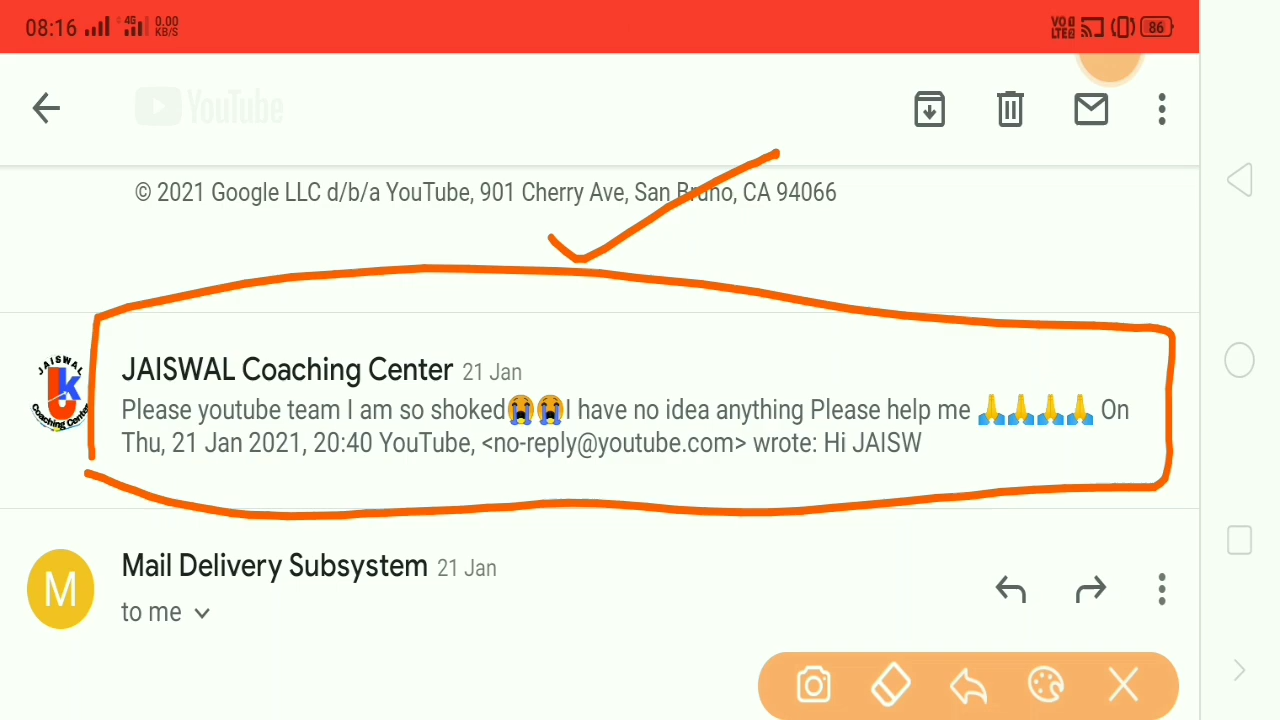 08:16 4G 0.00 KB/S VO LTE 86
YouTube
© 2021 Google LLC d/b/a YouTube, 901 Cherry Ave, San Bruno, CA 94066
JAISWAL Coaching Center 21 Jan
JAISWAL
k
Coaching Center
Please youtube team I am so shoked😭😭I have no idea anything Please help me 🙏🙏🙏🙏 On
Thu, 21 Jan 2021, 20:40 YouTube, <no-reply@youtube.com> wrote: Hi JAISW
M
Mail Delivery Subsystem 21 Jan
to me